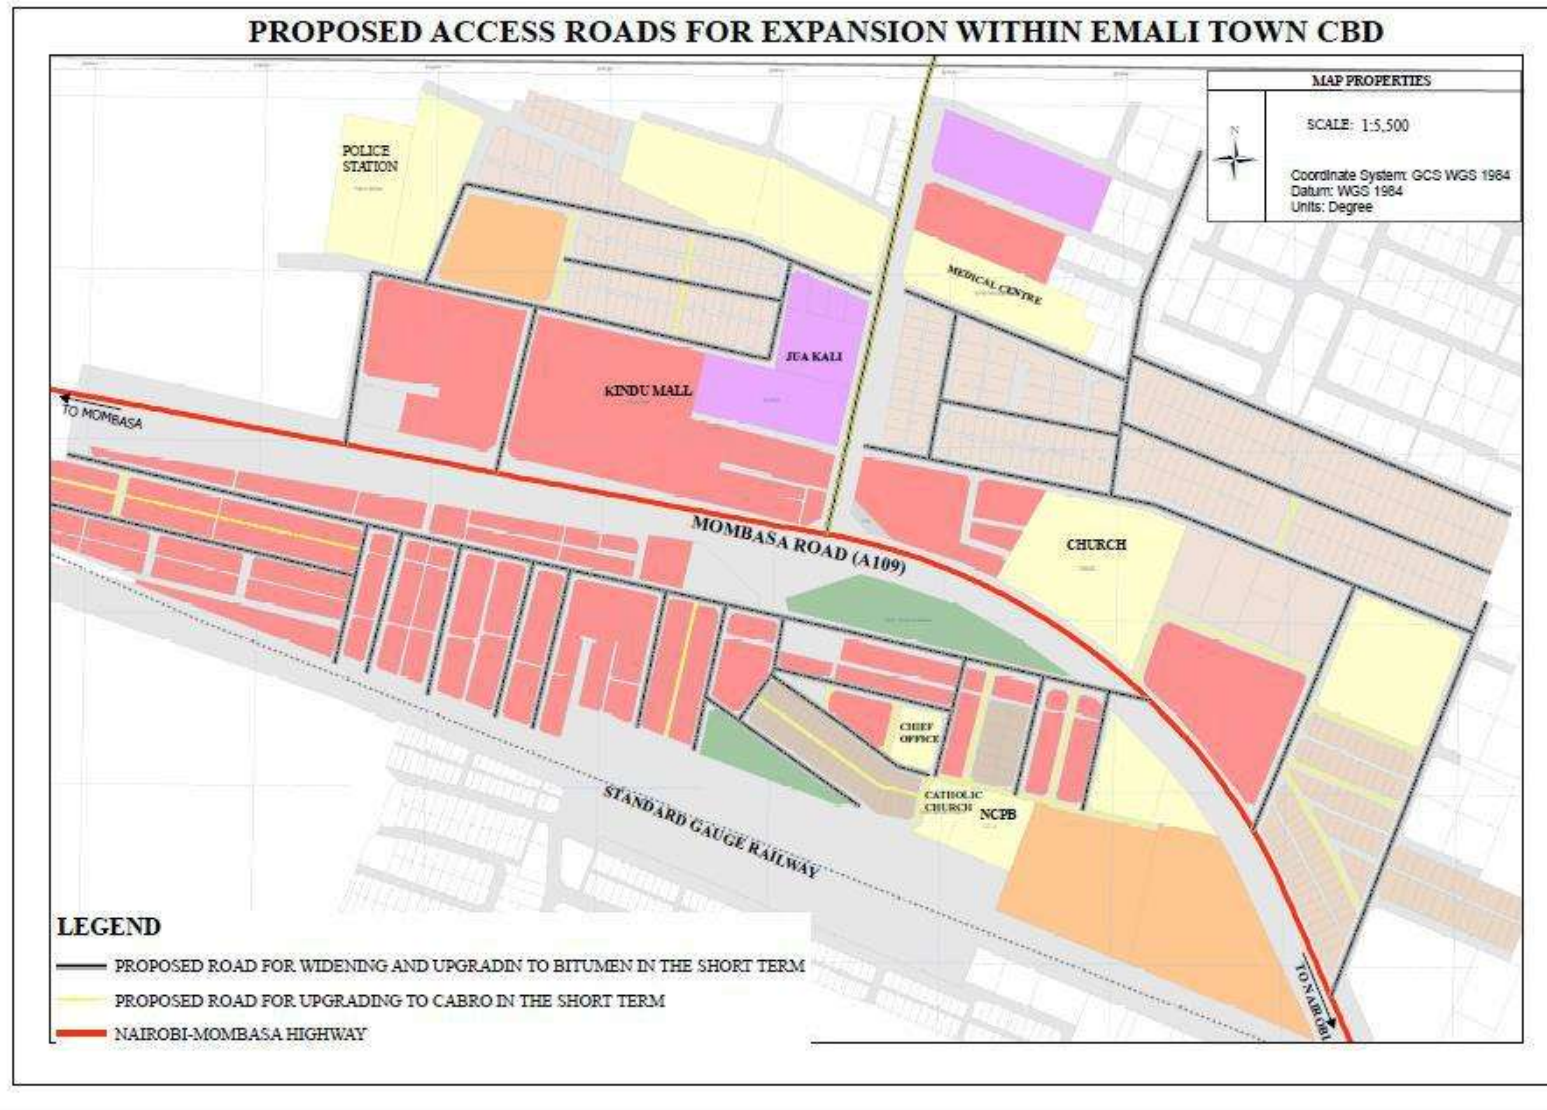 PROPOSED ACCESS ROADS FOR EXPANSION WITHIN EMALI TOWN CBD
MAP PROPERTIES
N
SCALE: 1:5,500
Coordinate System: GCS WGS 1984
Datum: WGS 1984
Units: Degree
POLICE
STATION
MEDICAL CENTRE
JUA KALI
KINDU MALL
TO MOMBASA
MOMBASA ROAD (A109)
CHURCH
CHIEF
OFFICE
CATHOLIC
CHURCH
NCPB
STANDARD GAUGE RAILWAY
TO NAIROBI
LEGEND
PROPOSED ROAD FOR WIDENING AND UPGRADIN TO BITUMEN IN THE SHORT TERM
PROPOSED ROAD FOR UPGRADING TO CABRO IN THE SHORT TERM
NAIROBI-MOMBASA HIGHWAY